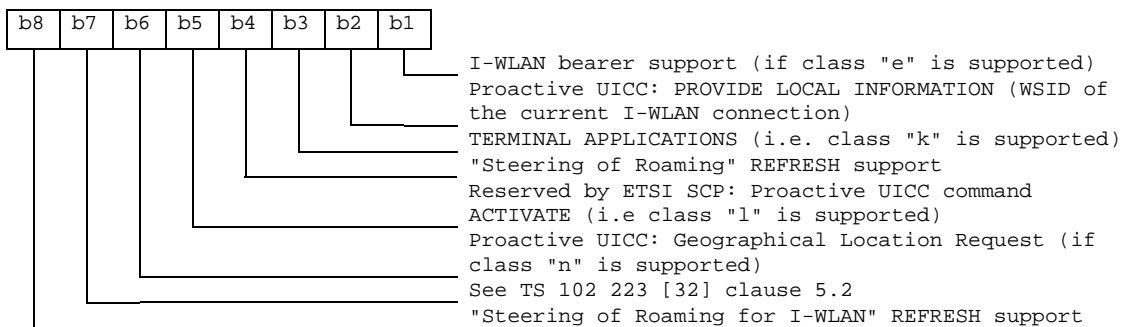 b8 b7 b6 b5 b4 b3 b2 b1
I-WLAN bearer support (if class "e" is supported)
Proactive UICC: PROVIDE LOCAL INFORMATION (WSID of
the current I-WLAN connection)
TERMINAL APPLICATIONS (i.e. class "k" is supported)
"Steering of Roaming" REFRESH support
Reserved by ETSI SCP: Proactive UICC command
ACTIVATE (i.e class "l" is supported)
Proactive UICC: Geographical Location Request (if
class "n" is supported)
See TS 102 223 [32] clause 5.2
"Steering of Roaming for I-WLAN" REFRESH support